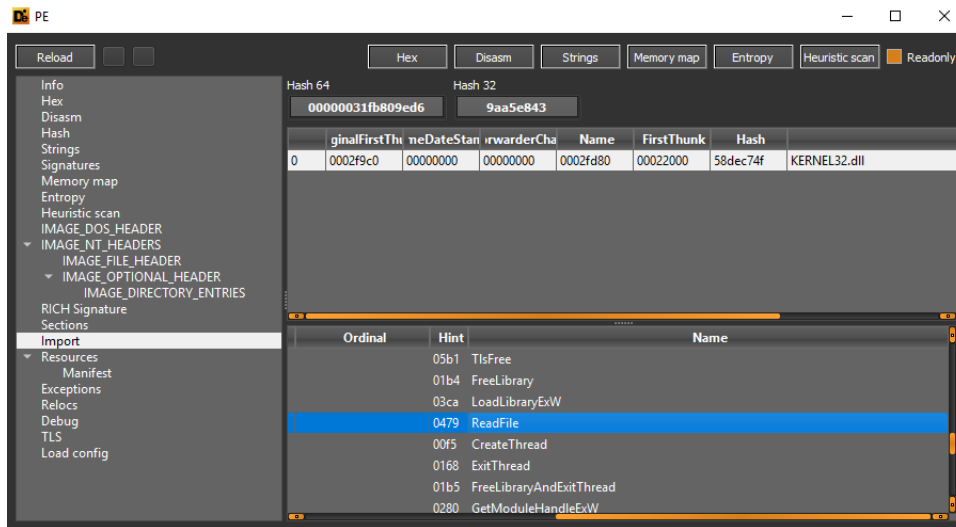 De PE
Reload Hex Disasm Strings Memory map Entropy Heuristic scan Readonly
Info
Hex
Disasm
Hash
Strings
Signatures
Memory map
Entropy
Heuristic scan
IMAGE_DOS_HEADER
IMAGE_NT_HEADERS
IMAGE_FILE_HEADER
IMAGE_OPTIONAL_HEADER
IMAGE_DIRECTORY_ENTRIES
RICH Signature
Sections
Import
Resources
Manifest
Exceptions
Relocs
Debug
TLS
Load config
Hash 64 Hash 32
00000031fb809ed6 9aa5e843
ginalFirstThu neDateStan rwarderCha Name FirstThunk Hash
0 0002f9c0 00000000 00000000 0002fd80 00022000 58dec74f KERNEL32.dll
Ordinal Hint Name
05b1 TlsFree
01b4 FreeLibrary
03ca LoadLibraryExW
0479 ReadFile
00f5 CreateThread
0168 ExitThread
01b5 FreeLibraryAndExitThread
0280 GetModuleHandleExW